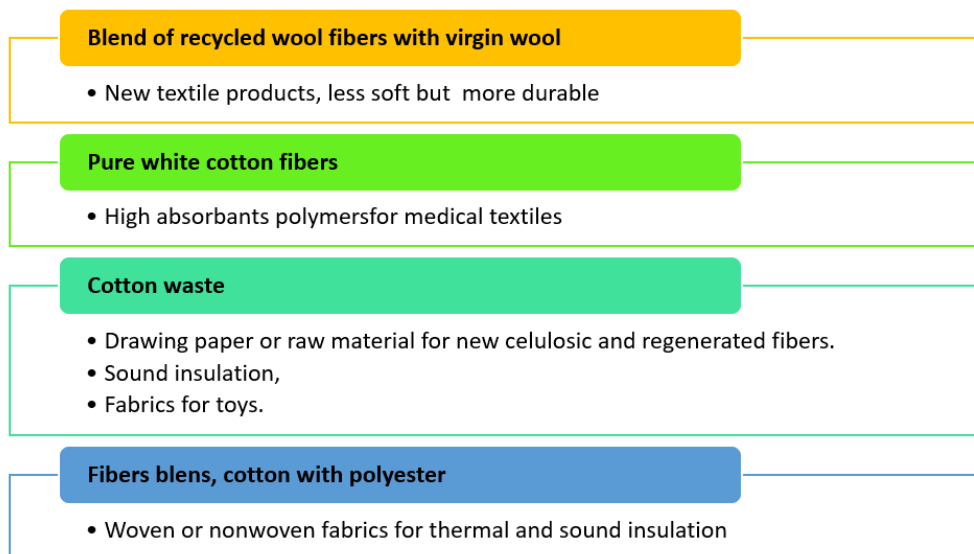 Blend of recycled wool fibers with virgin wool
• New textile products, less soft but  more durable
Pure white cotton fibers
• High absorbants polymersfor medical textiles
Cotton waste
• Drawing paper or raw material for new celulosic and regenerated fibers.
• Sound insulation,
• Fabrics for toys.
Fibers blens, cotton with polyester
• Woven or nonwoven fabrics for thermal and sound insulation